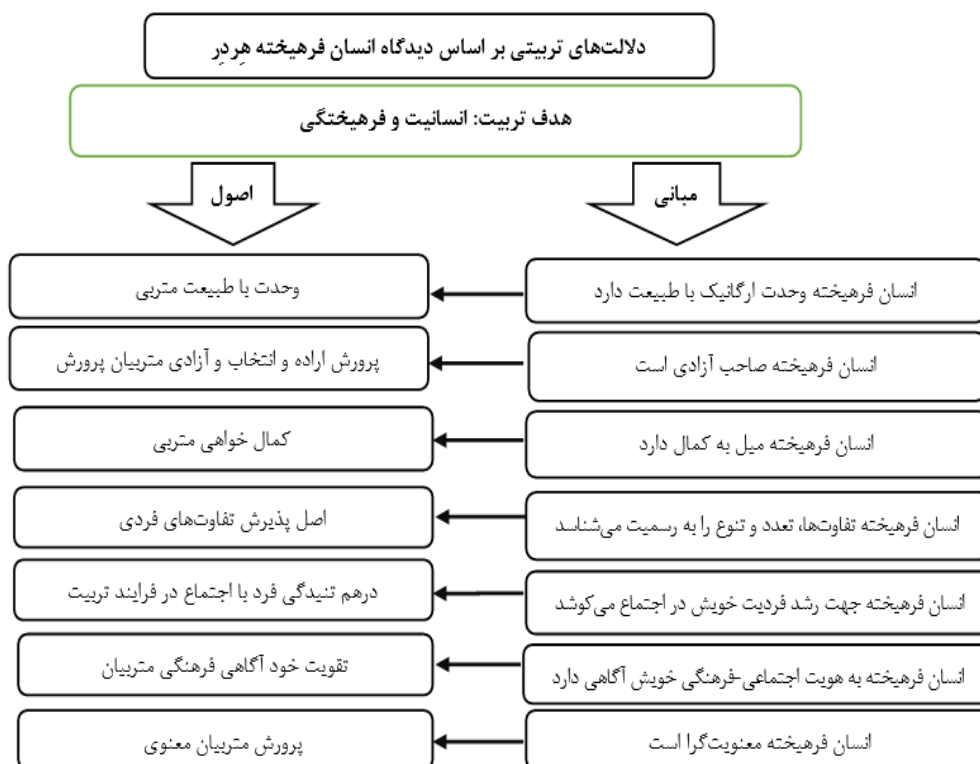 دلالت‌های تربیتی بر اساس دیدگاه انسان فرهیخته هِردِر
هدف تربیت: انسانیت و فرهیختگی
مبانی
اصول
انسان فرهیخته وحدت ارگانیک با طبیعت دارد
وحدت با طبیعت متربی
انسان فرهیخته صاحب آزادی است
پرورش اراده و انتخاب و آزادی متربیان پرورش
انسان فرهیخته میل به کمال دارد
کمال خواهی متربی
انسان فرهیخته تفاوت‌ها، تعدد و تنوع را به رسمیت می‌شناسد
اصل پذیرش تفاوت‌های فردی
انسان فرهیخته جهت رشد فردیت خویش در اجتماع می‌کوشد
درهم تنیدگی فرد با اجتماع در فرایند تربیت
انسان فرهیخته به هویت اجتماعی-فرهنگی خویش آگاهی دارد
تقویت خود آگاهی فرهنگی متربیان
انسان فرهیخته معنویت‌گرا است
پرورش متربیان معنوی